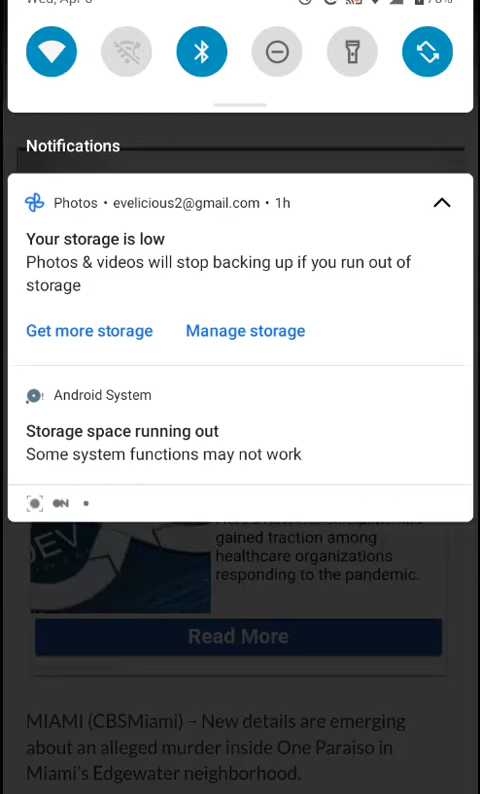 Wed, Apr 6
Notifications
Photos • evelicious2@gmail.com • 1h
Your storage is low
Photos & videos will stop backing up if you run out of
storage
Get more storage Manage storage
Android System
Storage space running out
Some system functions may not work
gained traction among
healthcare organizations
responding to the pandemic.
Read More
MIAMI (CBSMiami) – New details are emerging
about an alleged murder inside One Paraiso in
Miami's Edgewater neighborhood.